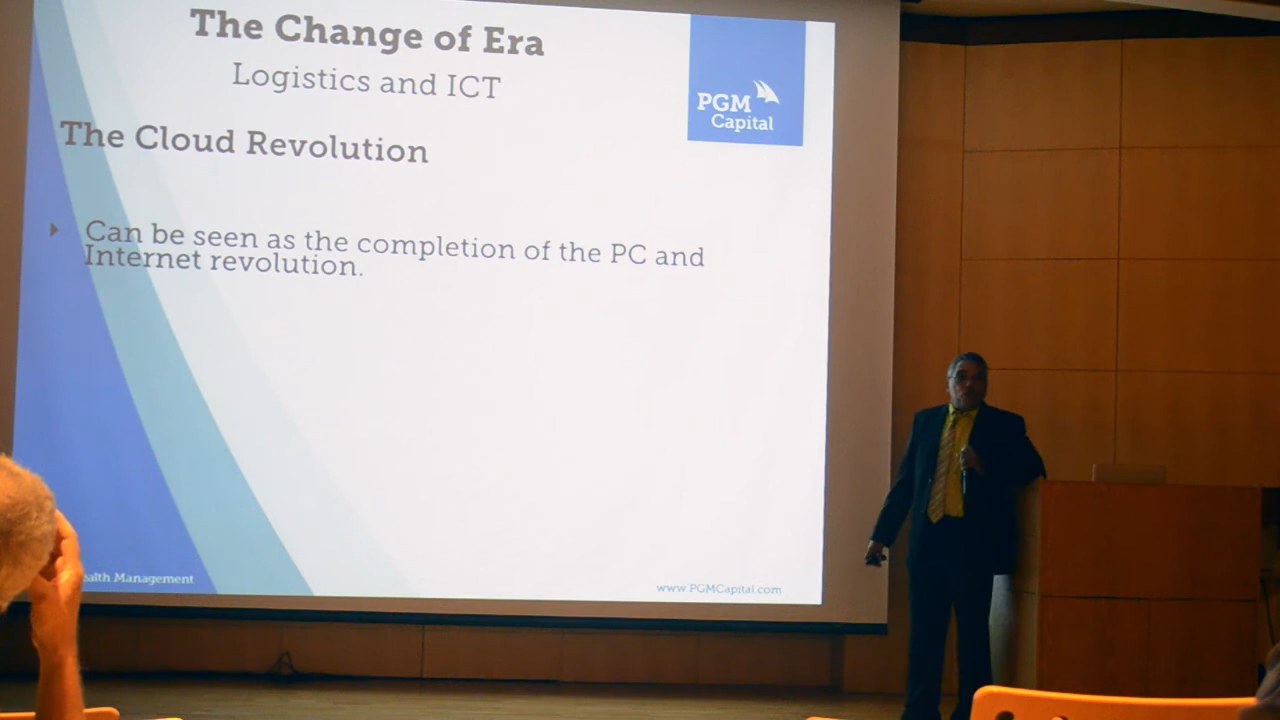 The Change of Era
Logistics and ICT
PGM
Capital
The Cloud Revolution
Can be seen as the completion of the PC and
Internet revolution.
Management
www.PGMCapital.com